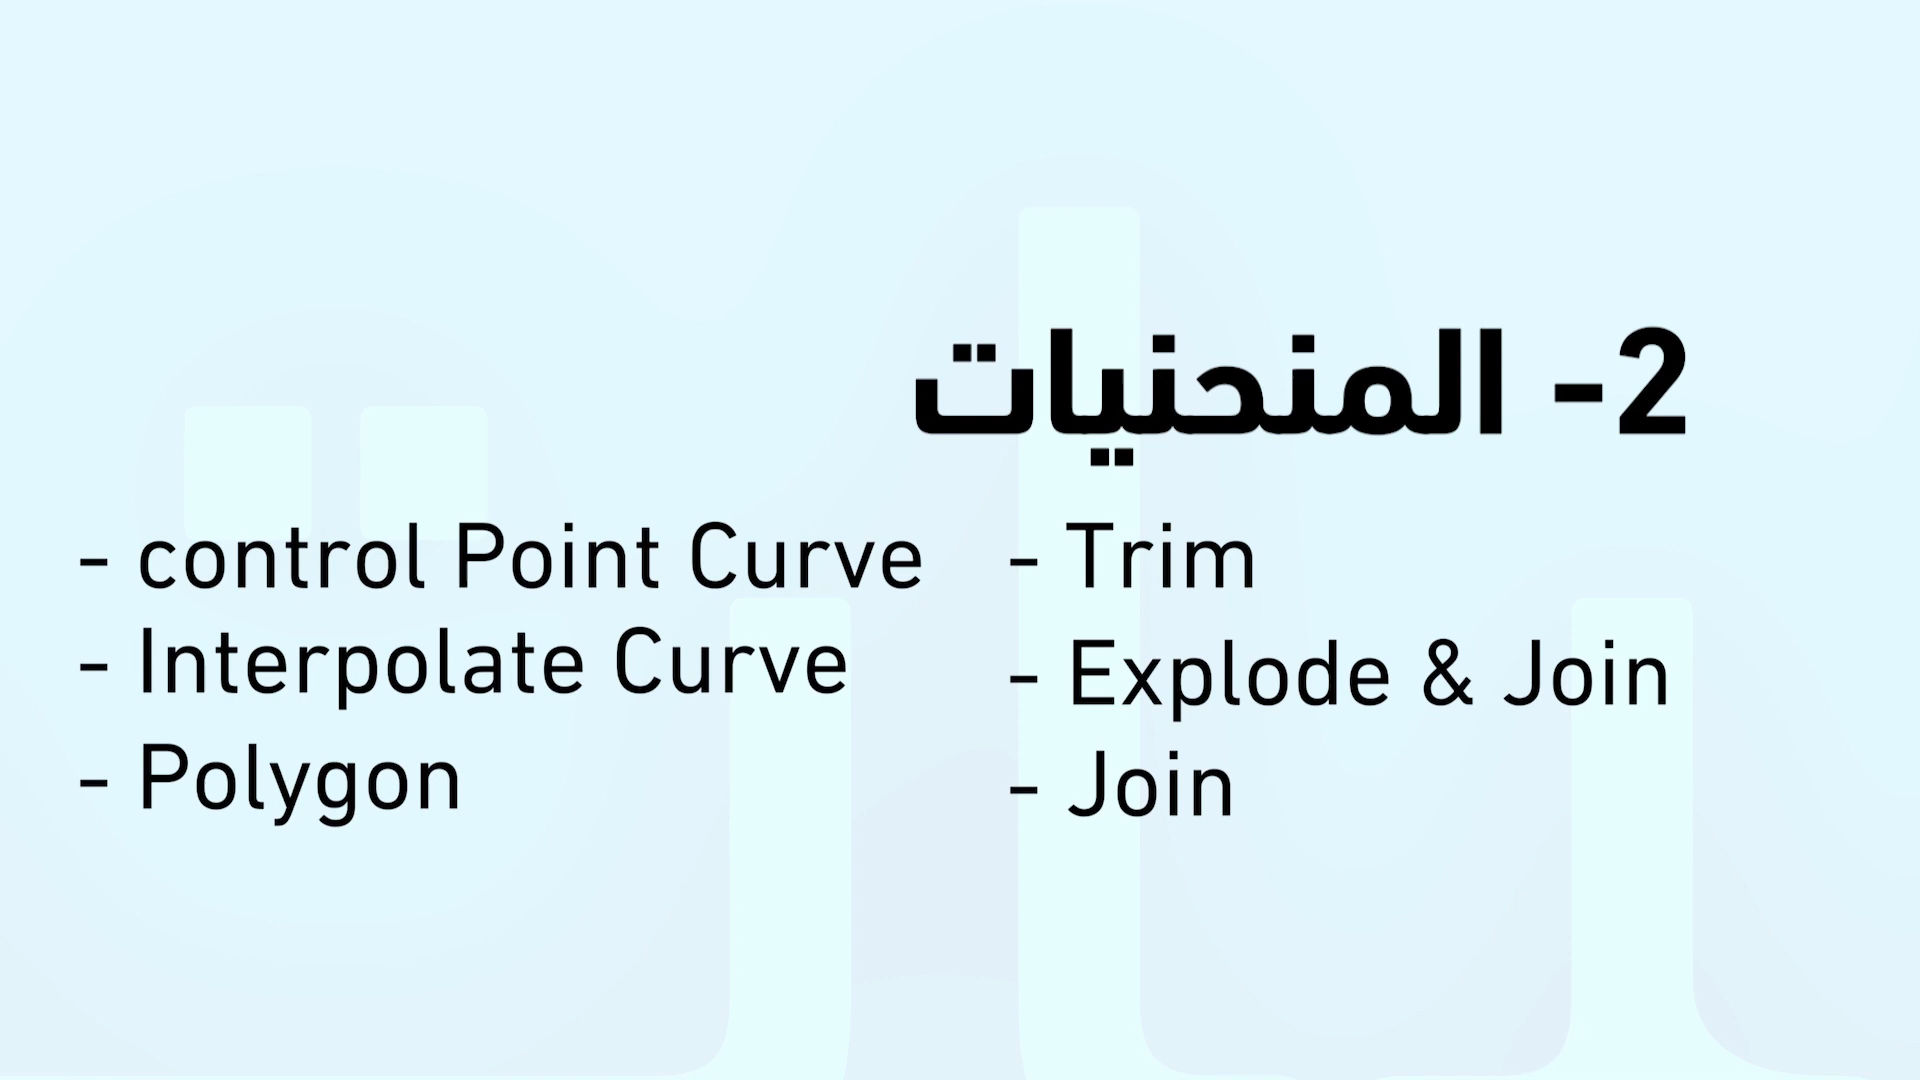 2- المنحنيات
- control Point Curve
- Interpolate Curve
- Polygon
- Trim
- Explode & Join
- Join